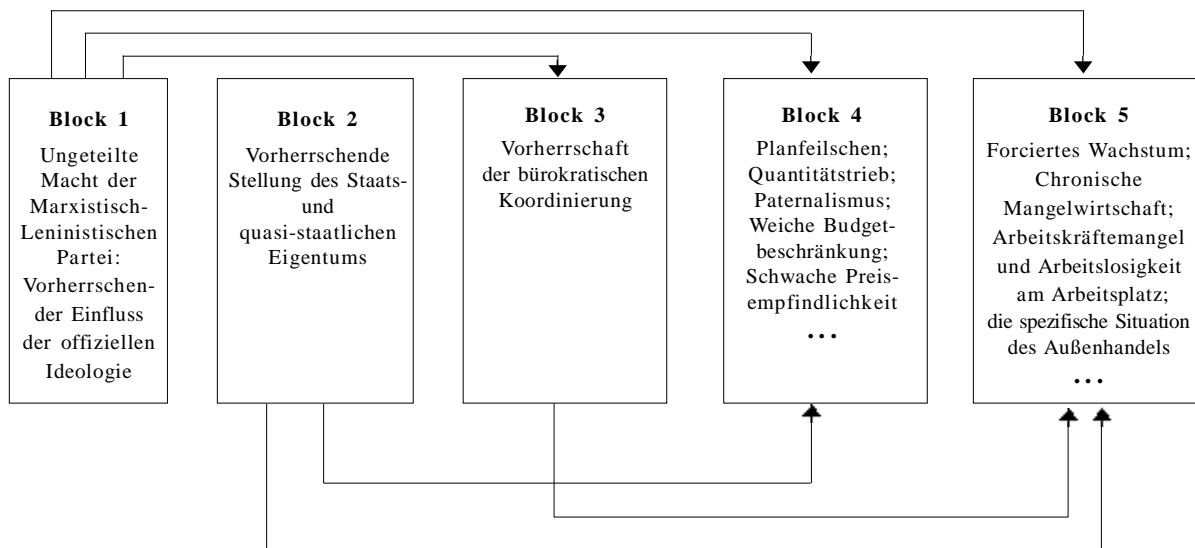 Block 1
Ungeteilte
Macht der
Marxistisch-
Leninistischen
Partei:
Vorherrschen-
der Einfluss
der offiziellen
Ideologie
Block 2
Vorherrschende
Stellung des Staats-
und
quasi-staatlichen
Eigentums
Block 3
Vorherrschaft
der bürokratischen
Koordinierung
Block 4
Planfeilschen;
Quantitätstrieb;
Paternalismus;
Weiche Budget-
beschränkung;
Schwache Preis-
empfindlichkeit
...
Block 5
Forciertes Wachstum;
Chronische
Mangelwirtschaft;
Arbeitskräftemangel
und Arbeitslosigkeit
am Arbeitsplatz;
die spezifische Situation
des Außenhandels
...